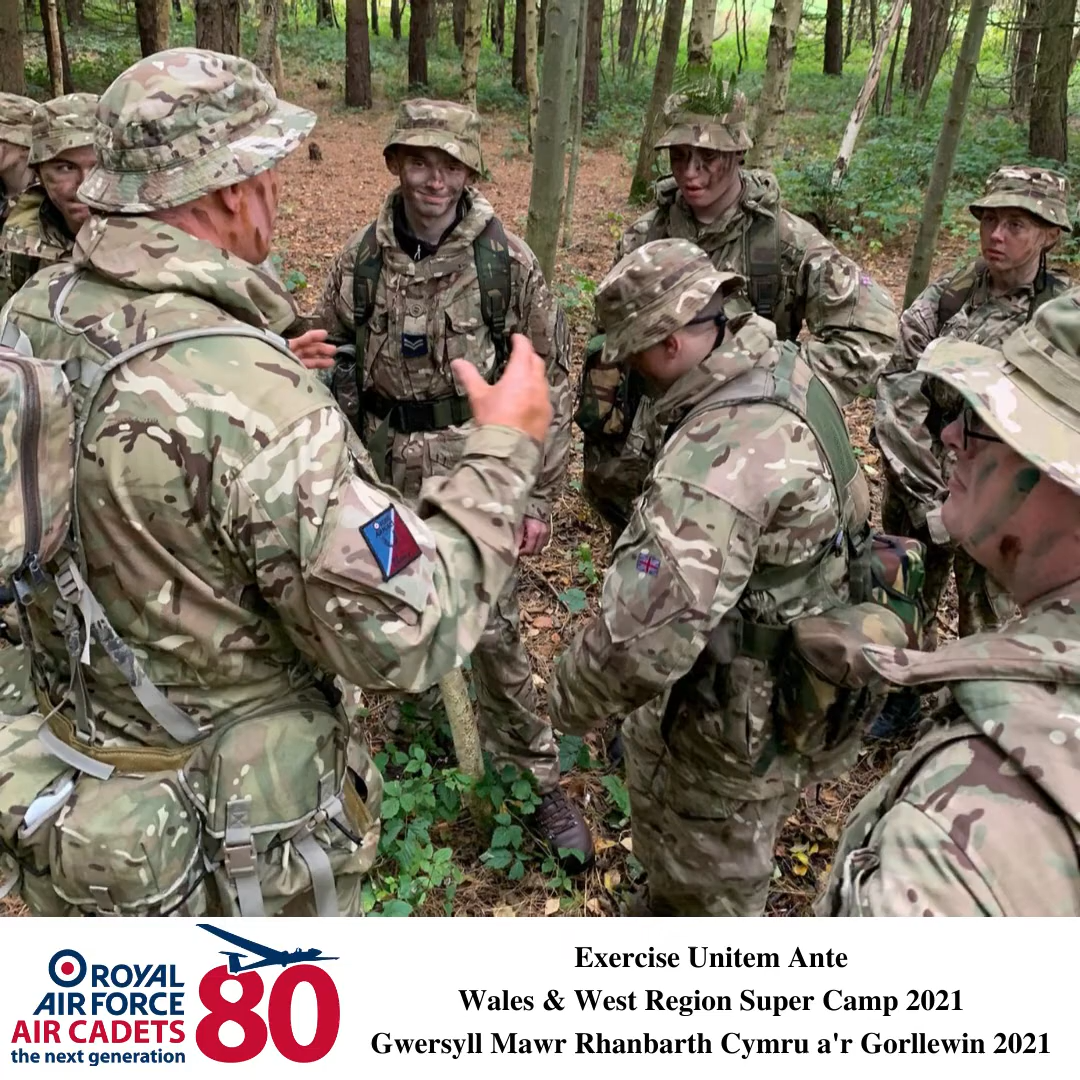 ROYAL
AIR FORCE
AIR CADETS
the next generation
80
Exercise Unitem Ante
Wales & West Region Super Camp 2021
Gwersyll Mawr Rhanbarth Cymru a'r Gorllewin 2021